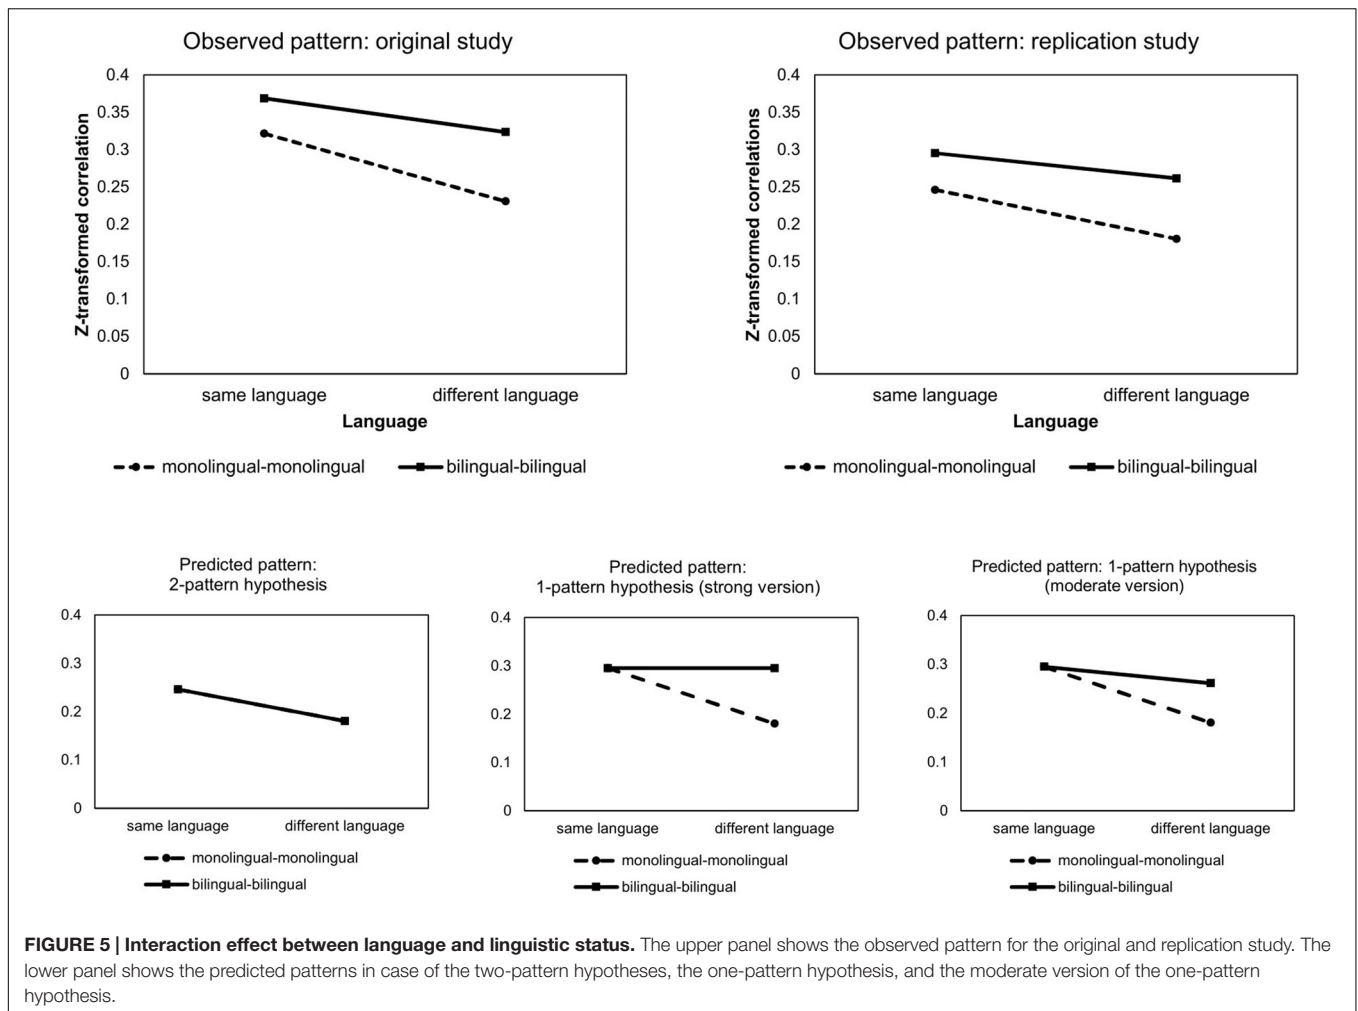 Observed pattern: original study
Z-transformed correlation
0.4
0.35
0.3
0.25
0.2
0.15
0.1
0.05
0
same language different language
Language
monolingual-monolingual bilingual-bilingual
Observed pattern: replication study
Z-transformed correlations
0.4
0.35
0.3
0.25
0.2
0.15
0.1
0.05
0
same language different language
Language
monolingual-monolingual bilingual-bilingual
Predicted pattern:
2-pattern hypothesis
0.4
0.3
0.2
0.1
0
same language different language
monolingual-monolingual
bilingual-bilingual
Predicted pattern:
1-pattern hypothesis (strong version)
0.4
0.3
0.2
0.1
0
same language different language
monolingual-monolingual
bilingual-bilingual
Predicted pattern: 1-pattern hypothesis
(moderate version)
0.4
0.3
0.2
0.1
0
same language different language
monolingual-monolingual
bilingual-bilingual
FIGURE 5 | Interaction effect between language and linguistic status. The upper panel shows the observed pattern for the original and replication study. The
lower panel shows the predicted patterns in case of the two-pattern hypotheses, the one-pattern hypothesis, and the moderate version of the one-pattern
hypothesis.